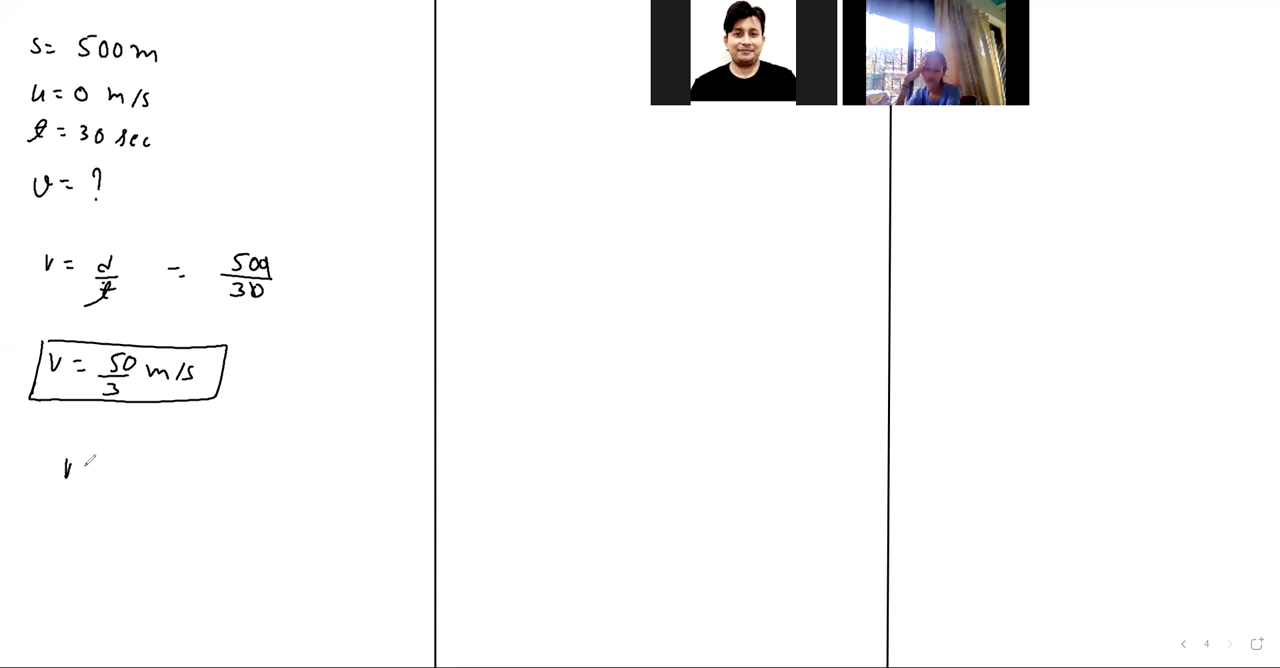 s = 500 m
u = 0 m/s
t = 30 sec
v = ?
v = d/t = 500/30
v = 50/3 m/s
v
4